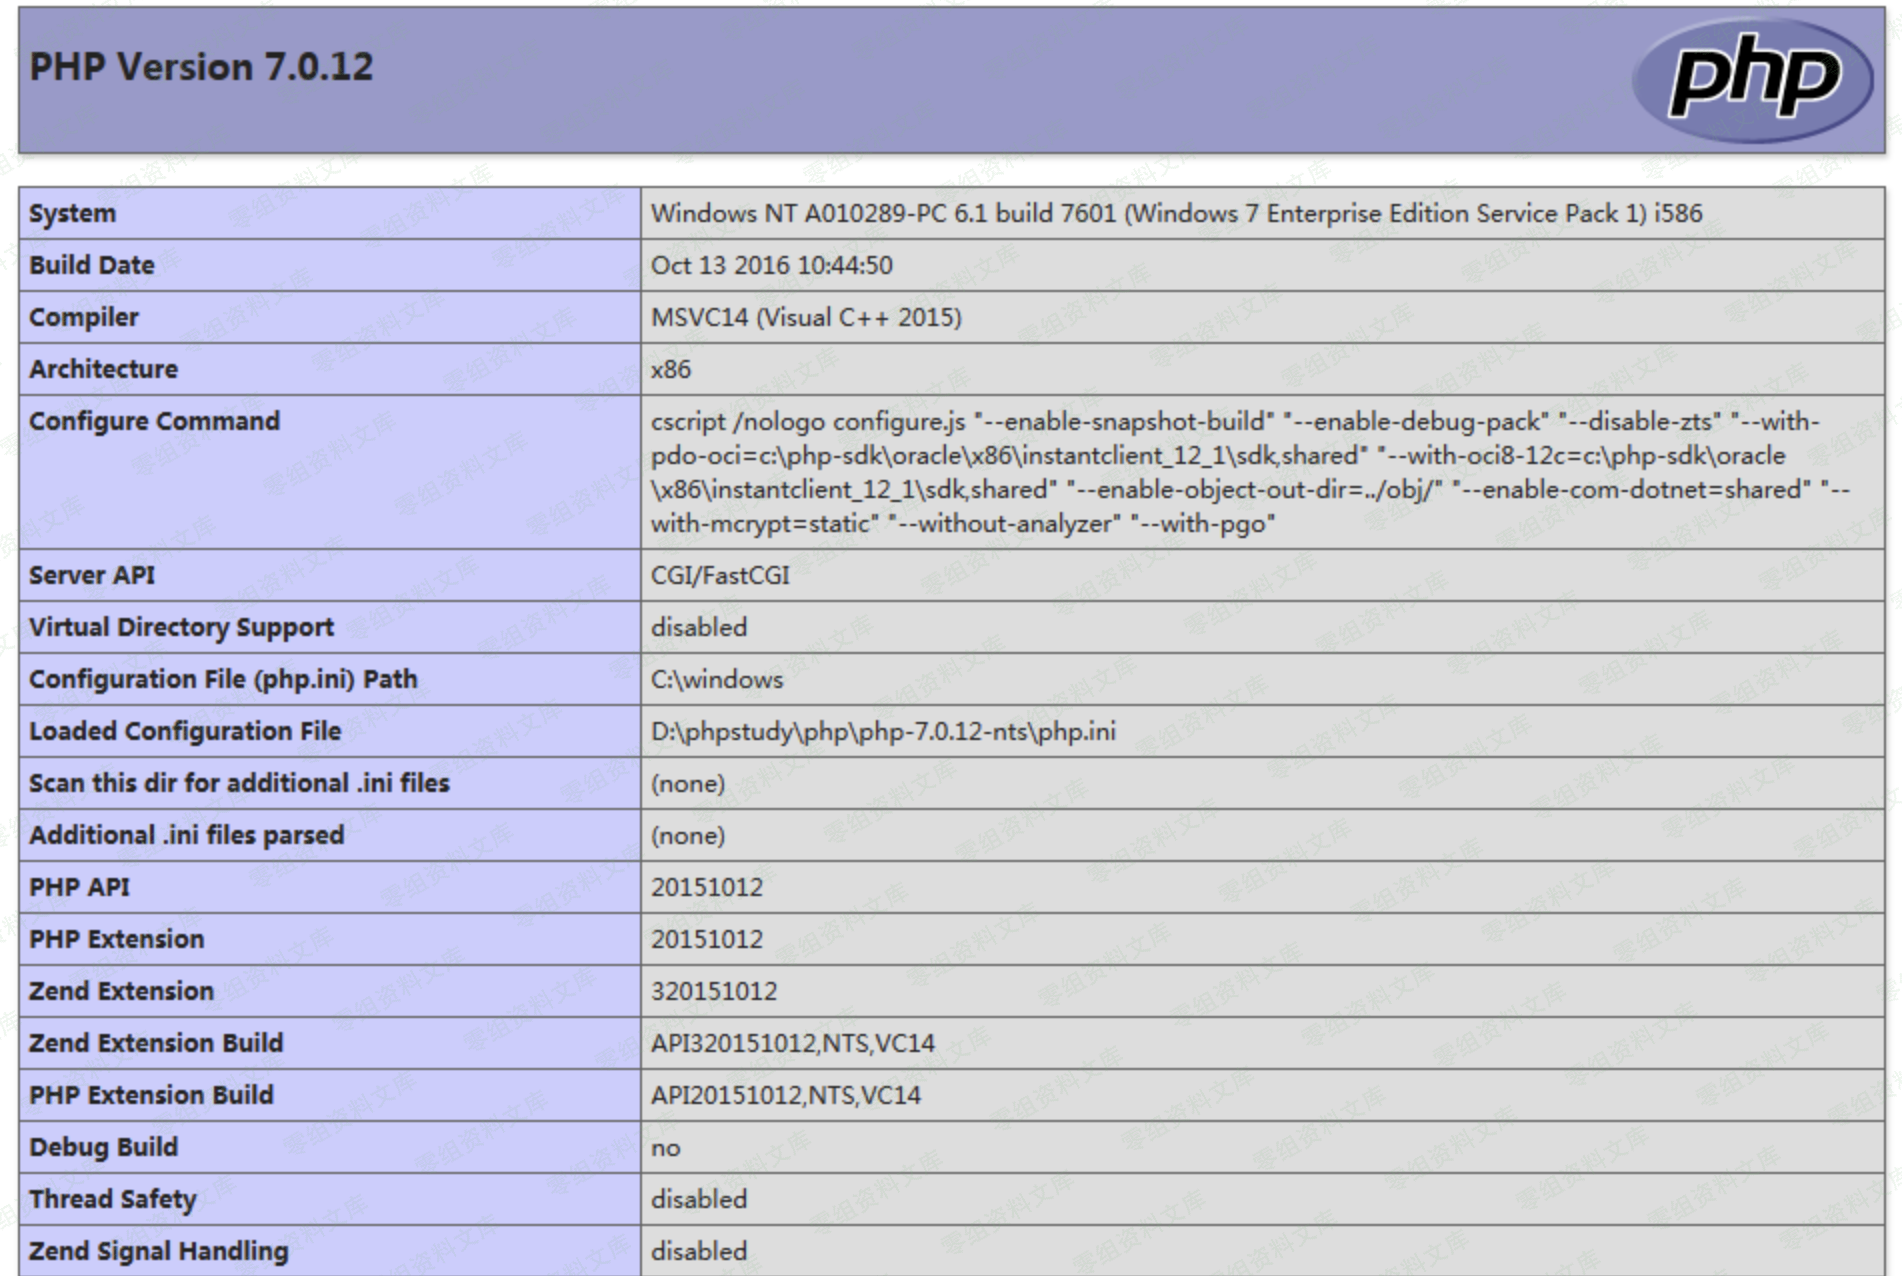 PHP Version 7.0.12
php
System Windows NT A010289-PC 6.1 build 7601 (Windows 7 Enterprise Edition Service Pack 1) i586
Build Date Oct 13 2016 10:44:50
Compiler MSVC14 (Visual C++ 2015)
Architecture x86
Configure Command cscript /nologo configure.js "--enable-snapshot-build" "--enable-debug-pack" "--disable-zts" "--with-
pdo-oci=c:\php-sdk\oracle\x86\instantclient_12_1\sdk,shared" "--with-oci8-12c=c:\php-sdk\oracle
\x86\instantclient_12_1\sdk,shared" "--enable-object-out-dir=../obj/" "--enable-com-dotnet=shared" "--
with-mcrypt=static" "--without-analyzer" "--with-pgo"
Server API CGI/FastCGI
Virtual Directory Support disabled
Configuration File (php.ini) Path C:\windows
Loaded Configuration File D:\phpstudy\php\php-7.0.12-nts\php.ini
Scan this dir for additional .ini files (none)
Additional .ini files parsed (none)
PHP API 20151012
PHP Extension 20151012
Zend Extension 320151012
Zend Extension Build API320151012,NTS,VC14
PHP Extension Build API20151012,NTS,VC14
Debug Build no
Thread Safety disabled
Zend Signal Handling disabled
零组资料文库